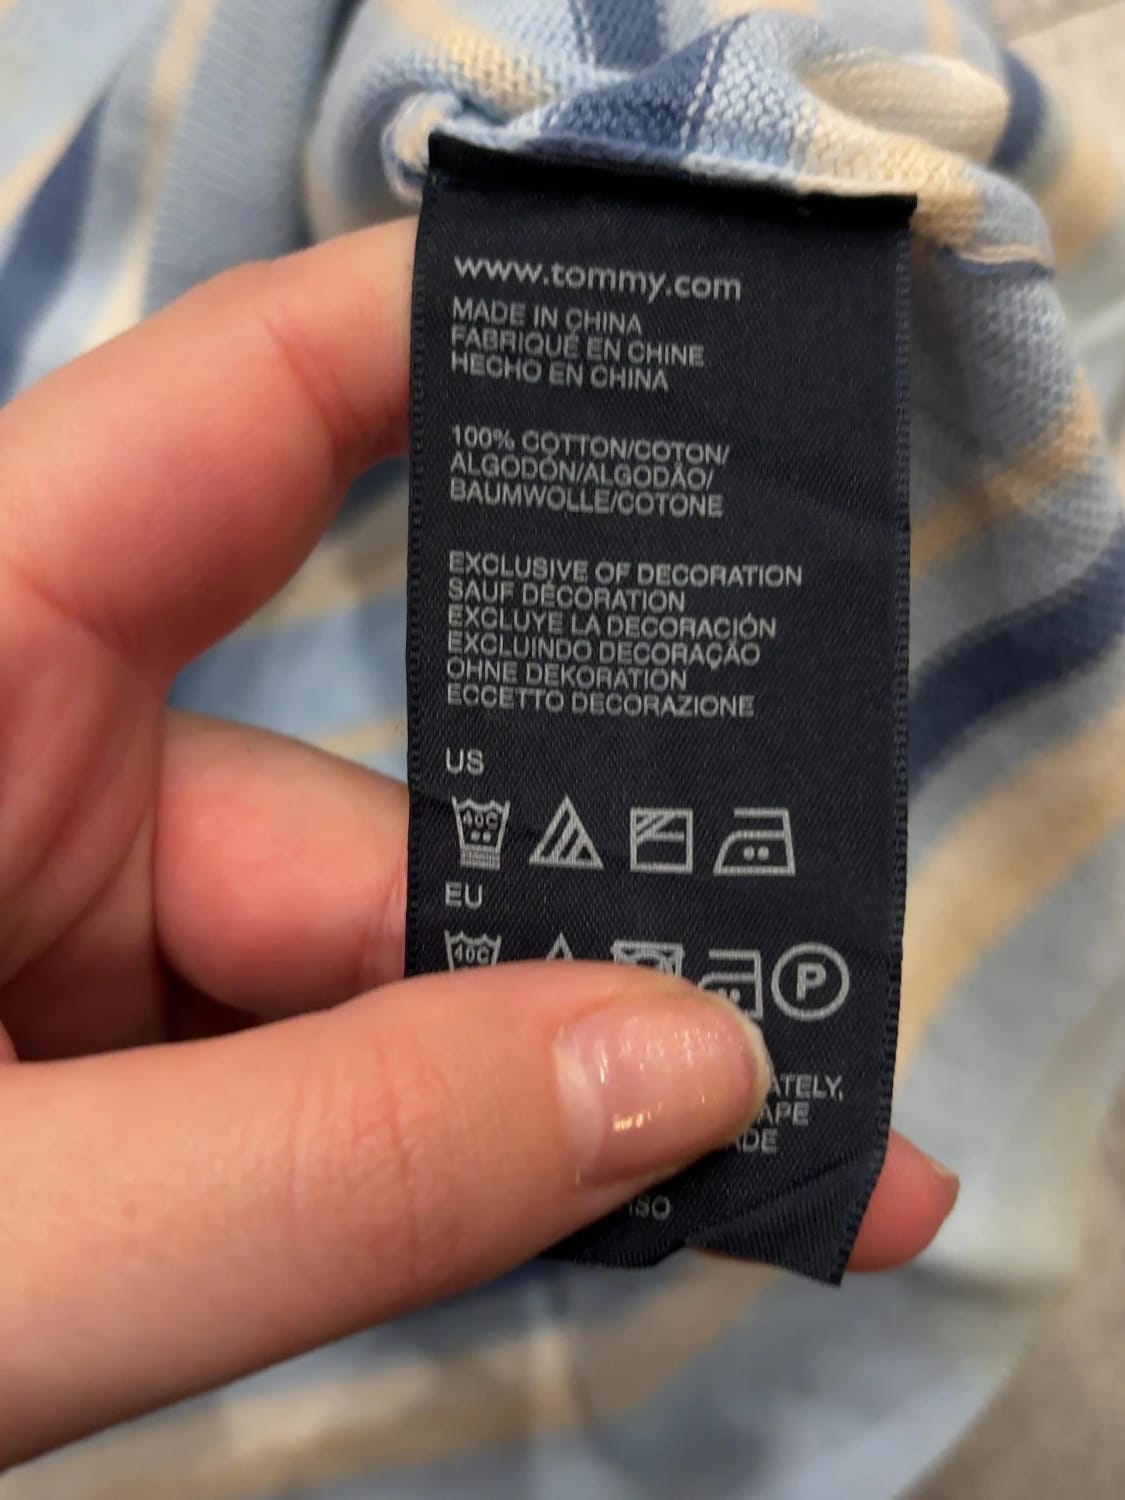 www.tommy.com
MADE IN CHINA
FABRIQUÉ EN CHINE
HECHO EN CHINA
100% COTTON/COTON/
ALGODÓN/ALGODÃO/
BAUMWOLLE/COTONE
EXCLUSIVE OF DECORATION
SAUF DÉCORATION
EXCLUYE LA DECORACIÓN
EXCLUINDO DECORAÇÃO
OHNE DEKORATION
ECCETTO DECORAZIONE
US
40C
EU
40C
P